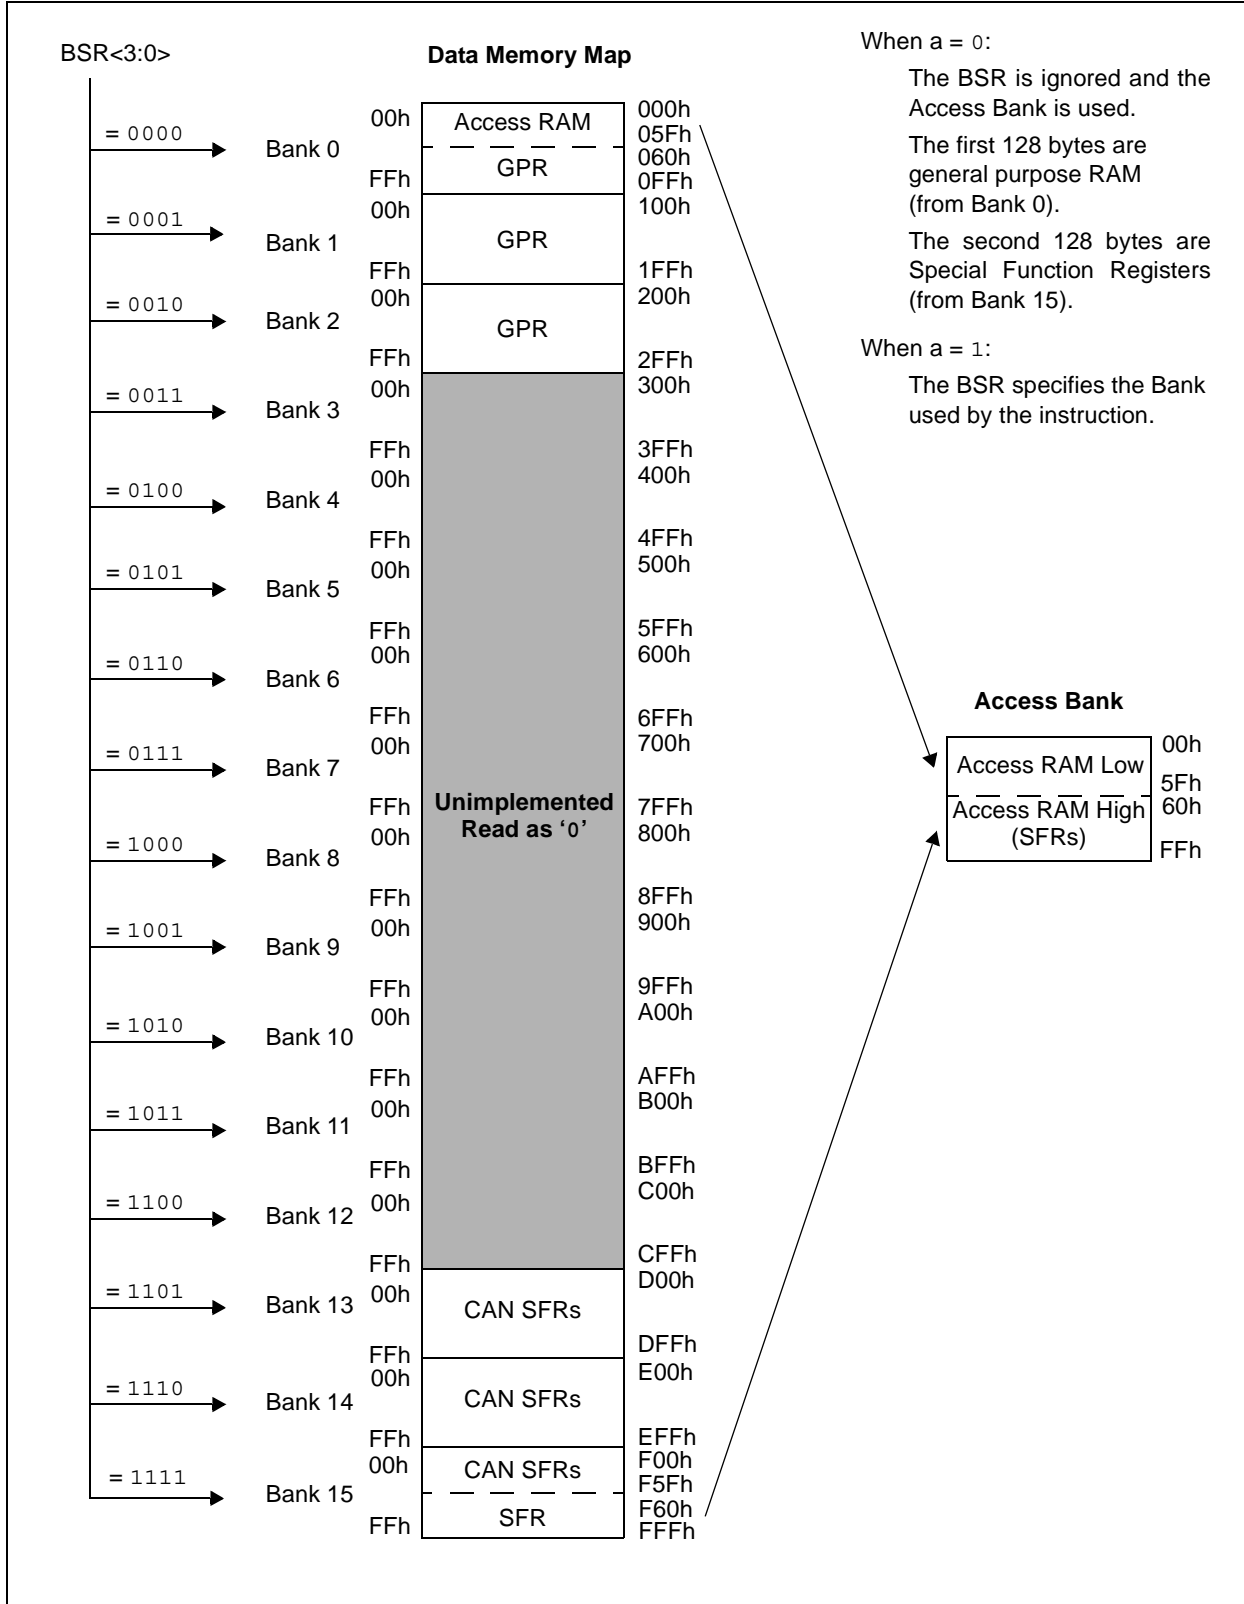 BSR<3:0>
Data Memory Map
When a = 0:
The BSR is ignored and the
Access Bank is used.
The first 128 bytes are
general purpose RAM
(from Bank 0).
The second 128 bytes are
Special Function Registers
(from Bank 15).
When a = 1:
The BSR specifies the Bank
used by the instruction.
= 0000
Bank 0
00h
FFh
Access RAM
GPR
000h
05Fh
060h
0FFh
= 0001
Bank 1
00h
FFh
GPR
100h
1FFh
= 0010
Bank 2
00h
FFh
GPR
200h
2FFh
= 0011
Bank 3
00h
FFh
300h
3FFh
= 0100
Bank 4
00h
FFh
400h
4FFh
= 0101
Bank 5
00h
FFh
500h
5FFh
= 0110
Bank 6
00h
FFh
600h
6FFh
= 0111
Bank 7
00h
FFh
700h
7FFh
Unimplemented
Read as ‘0’
= 1000
Bank 8
00h
FFh
800h
8FFh
= 1001
Bank 9
00h
FFh
900h
9FFh
= 1010
Bank 10
00h
FFh
A00h
AFFh
= 1011
Bank 11
00h
FFh
B00h
BFFh
= 1100
Bank 12
00h
FFh
C00h
CFFh
= 1101
Bank 13
00h
FFh
CAN SFRs
D00h
DFFh
= 1110
Bank 14
00h
FFh
CAN SFRs
E00h
EFFh
= 1111
Bank 15
00h
FFh
CAN SFRs
SFR
F00h
F5Fh
F60h
FFFh
Access Bank
Access RAM Low
Access RAM High
(SFRs)
00h
5Fh
60h
FFh